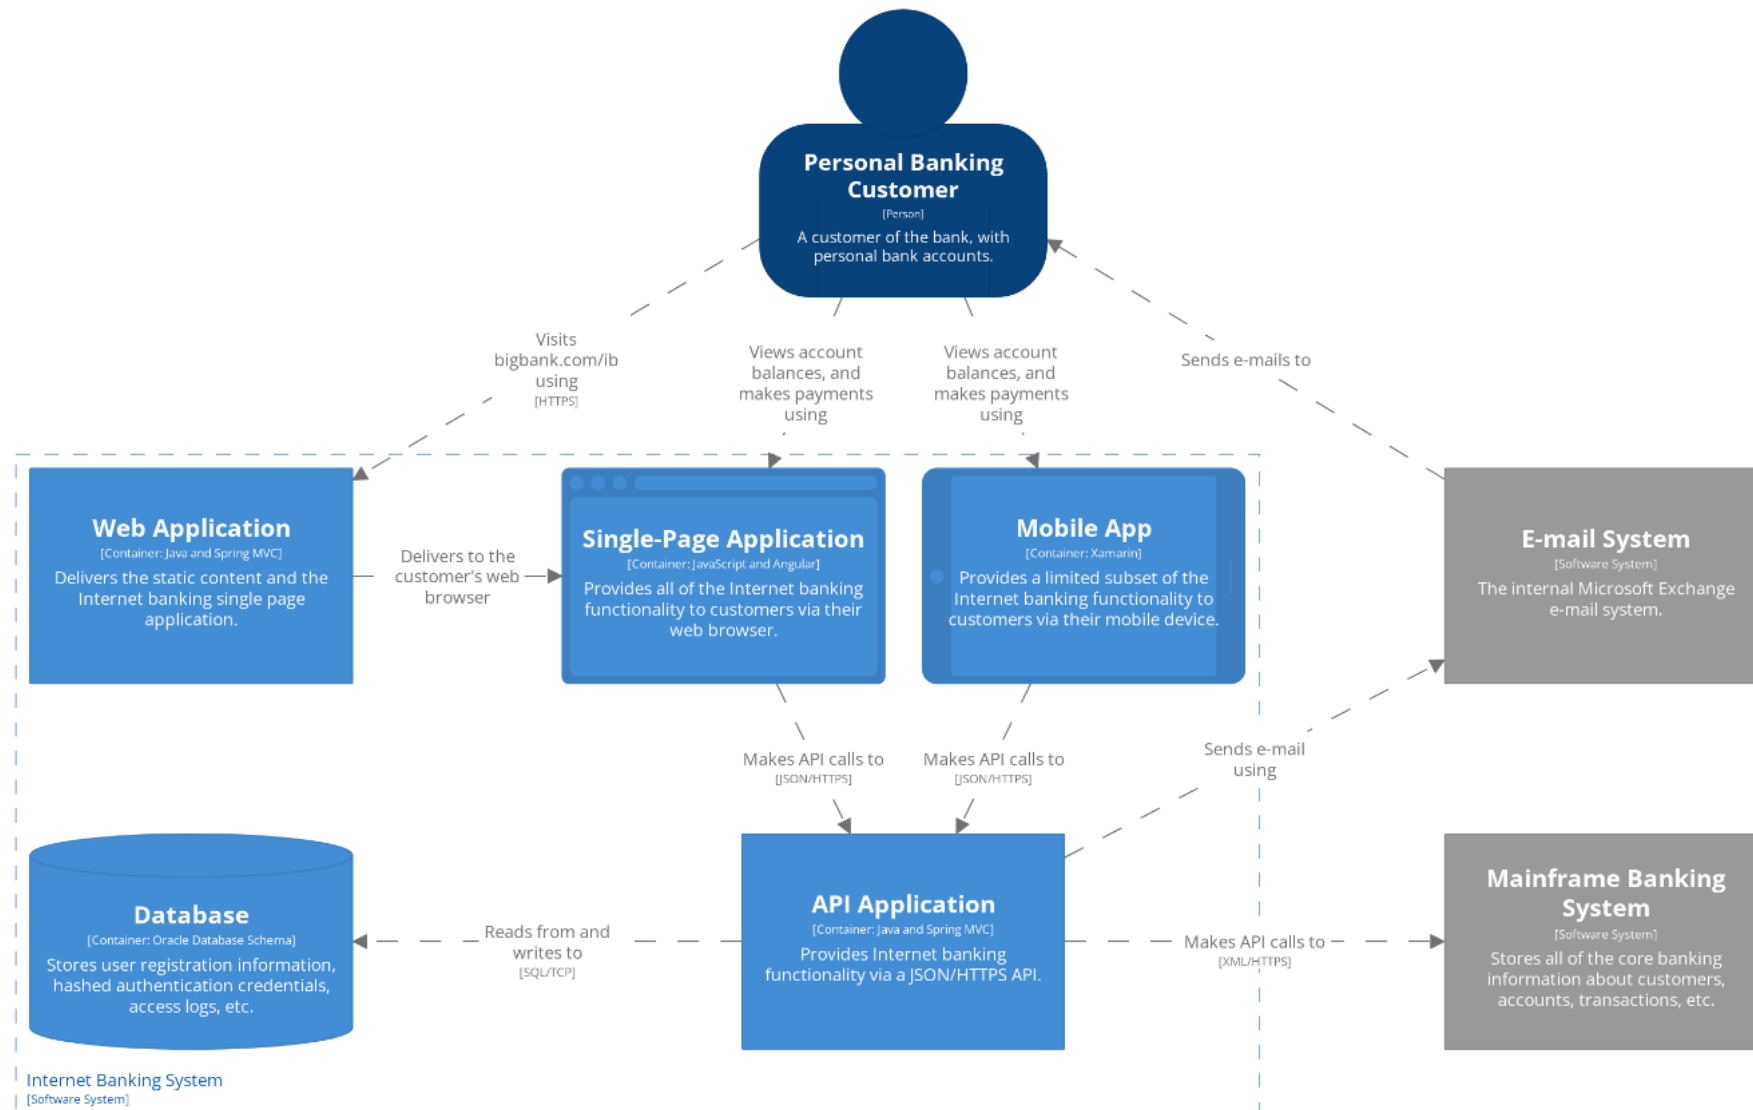 Personal Banking
Customer
[Person]
A customer of the bank, with
personal bank accounts.
Visits
bigbank.com/ib
using
[HTTPS]
Views account
balances, and
makes payments
using
Views account
balances, and
makes payments
using
Sends e-mails to
Web Application
[Container: Java and Spring MVC]
Delivers the static content and the
Internet banking single page
application.
Delivers to the
customer's web
browser
Single-Page Application
[Container: JavaScript and Angular]
Provides all of the Internet banking
functionality to customers via their
web browser.
Mobile App
[Container: Xamarin]
Provides a limited subset of the
Internet banking functionality to
customers via their mobile device.
E-mail System
[Software System]
The internal Microsoft Exchange
e-mail system.
Makes API calls to
[JSON/HTTPS]
Makes API calls to
[JSON/HTTPS]
Sends e-mail
using
Database
[Container: Oracle Database Schema]
Stores user registration information,
hashed authentication credentials,
access logs, etc.
Reads from and
writes to
[SQL/TCP]
API Application
[Container: Java and Spring MVC]
Provides Internet banking
functionality via a JSON/HTTPS API.
Makes API calls to
[XML/HTTPS]
Mainframe Banking
System
[Software System]
Stores all of the core banking
information about customers,
accounts, transactions, etc.
Internet Banking System
[Software System]